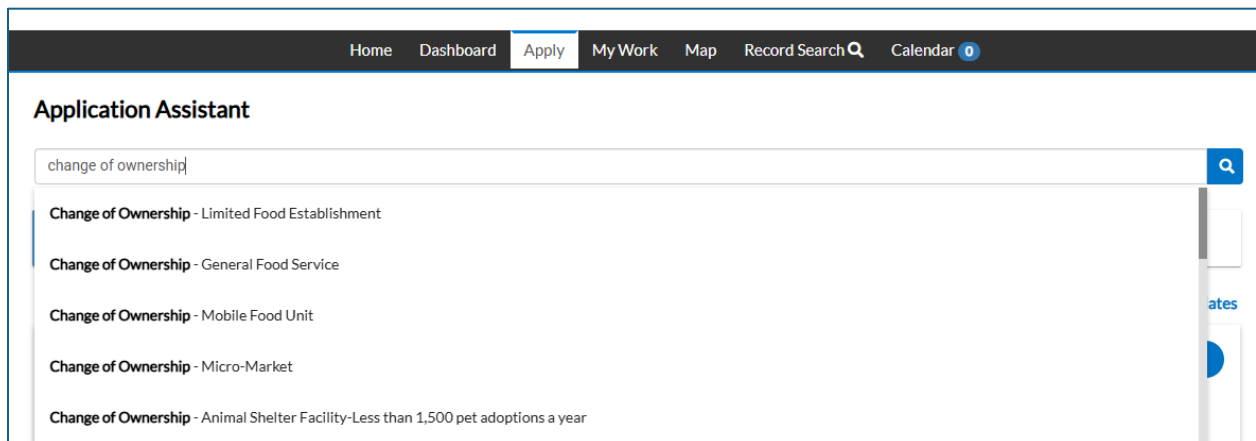 Home Dashboard Apply My Work Map Record Search Calendar 0
Application Assistant
change of ownership
Change of Ownership - Limited Food Establishment
Change of Ownership - General Food Service
Change of Ownership - Mobile Food Unit
ates
Change of Ownership - Micro-Market
Change of Ownership - Animal Shelter Facility-Less than 1,500 pet adoptions a year